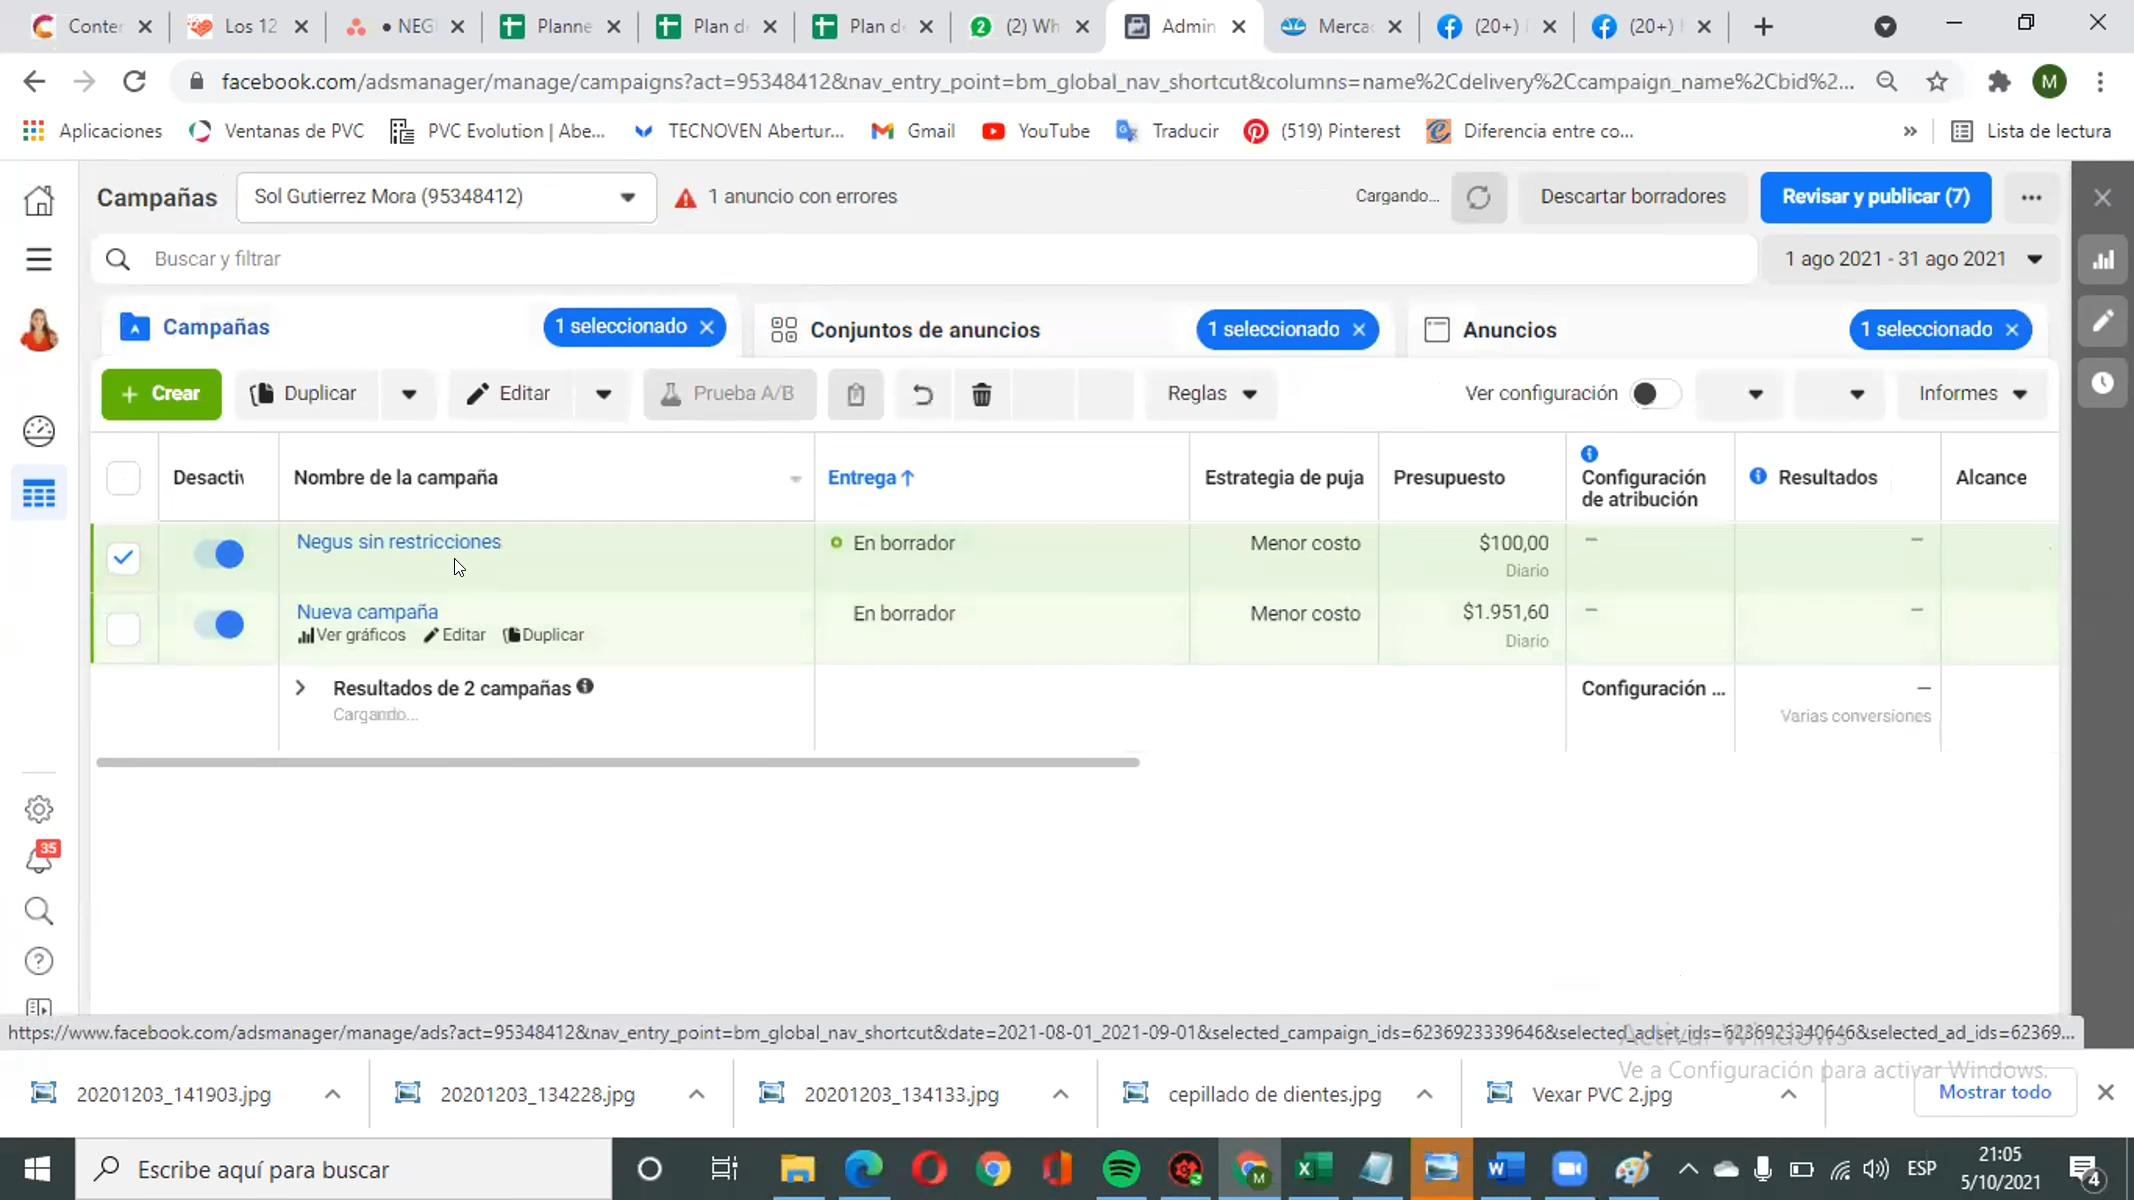 Conter
Los 12
• NEG
Planne
Plan d
Plan d
(2) Wh
Admin
Merca
(20+)
(20+)
facebook.com/adsmanager/manage/campaigns?act=95348412&nav_entry_point=bm_global_nav_shortcut&columns=name%2Cdelivery%2Ccampaign_name%2Cbid%2...
M
Aplicaciones
Ventanas de PVC
PVC Evolution | Abe...
TECNOVEN Abertur...
Gmail
YouTube
Traducir
(519) Pinterest
Diferencia entre co...
»
Lista de lectura
Campañas
Sol Gutierrez Mora (95348412)
1 anuncio con errores
Cargando...
Descartar borradores
Revisar y publicar (7)
Buscar y filtrar
1 ago 2021 - 31 ago 2021
Campañas
1 seleccionado
Conjuntos de anuncios
1 seleccionado
Anuncios
1 seleccionado
+ Crear
Duplicar
Editar
Prueba A/B
Reglas
Ver configuración
Informes
Desactiv
Nombre de la campaña
Entrega ↑
Estrategia de puja
Presupuesto
Configuración
de atribución
Resultados
Alcance
Negus sin restricciones
En borrador
Menor costo
$100,00
Diario
—
—
Nueva campaña
Ver gráficos
Editar
Duplicar
En borrador
Menor costo
$1.951,60
Diario
—
—
Resultados de 2 campañas
Cargando...
Configuración ...
—
Varias conversiones
35
https://www.facebook.com/adsmanager/manage/ads?act=95348412&nav_entry_point=bm_global_nav_shortcut&date=2021-08-01_2021-09-01&selected_campaign_ids=6236923339646&selected_adset_ids=6236923340646&selected_ad_ids=62369...
Activar Windows
Ve a Configuración para activar Windows.
20201203_141903.jpg
20201203_134228.jpg
20201203_134133.jpg
cepillado de dientes.jpg
Vexar PVC 2.jpg
Mostrar todo
Escribe aquí para buscar
M
ESP
21:05
5/10/2021
4